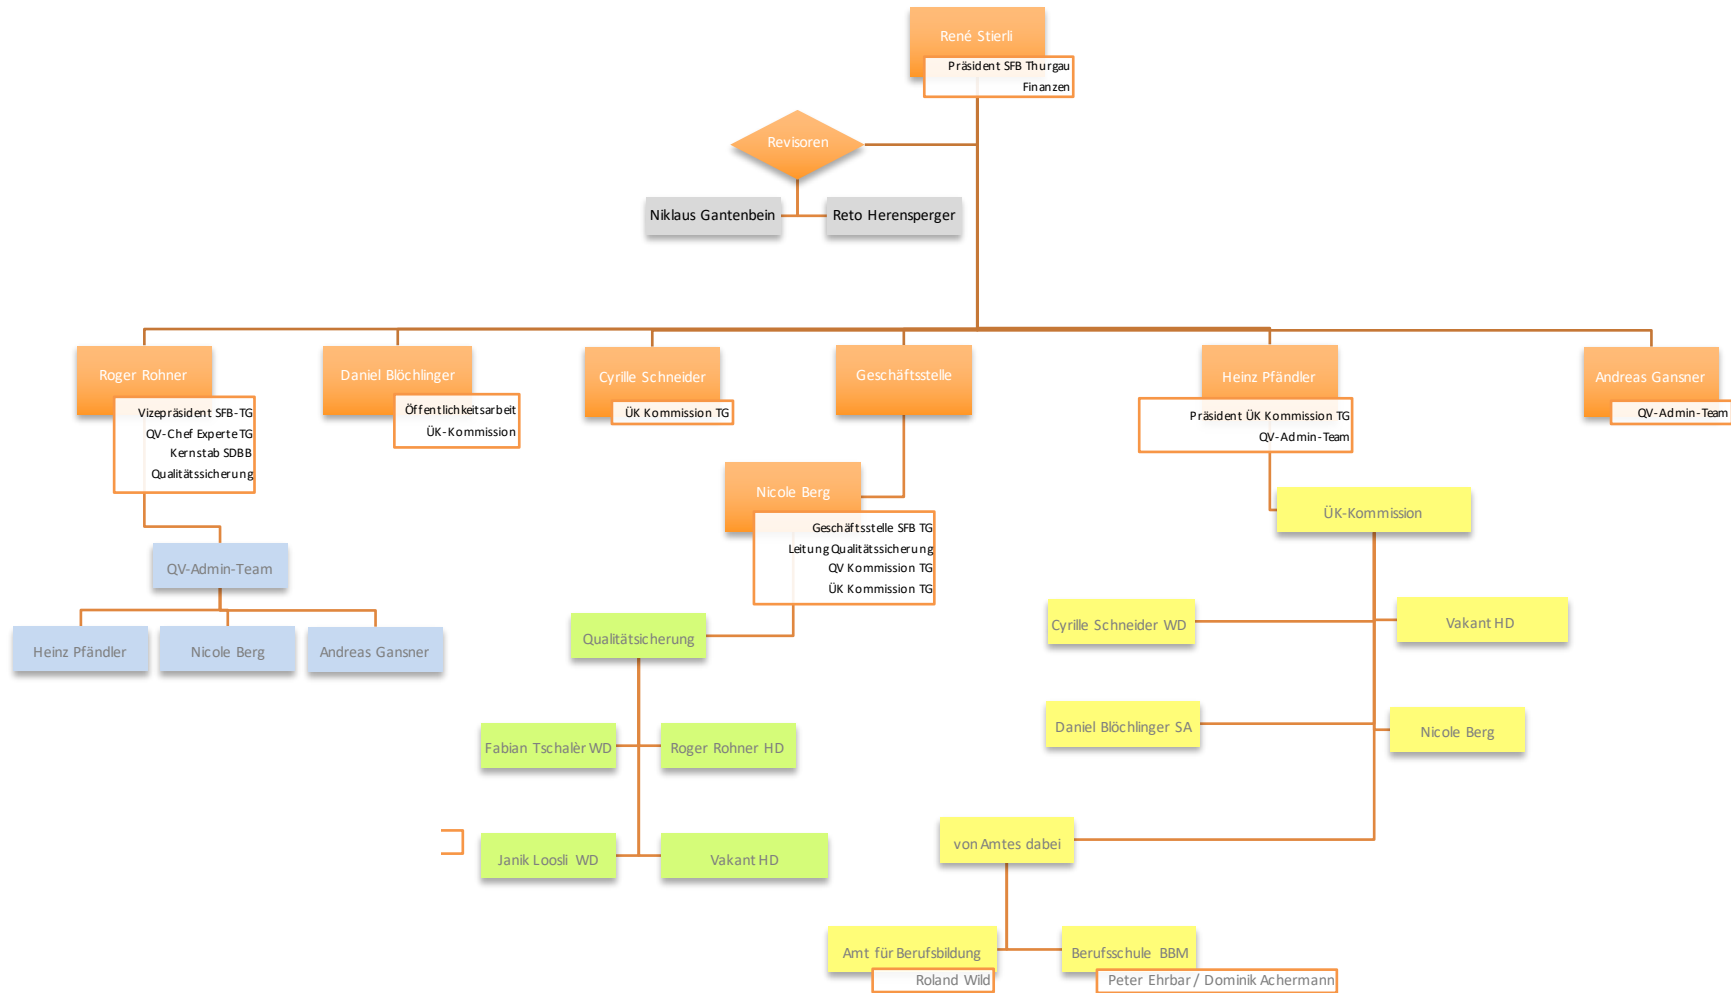 René Stierli
Präsident SFB Thurgau
Finanzen
Revisoren
Niklaus Gantenbein
Reto Herensperger
Roger Rohner
Vizepräsident SFB-TG
QV-Chef Experte TG
Kernstab SDBB
Qualitätssicherung
Daniel Blöchlinger
Öffentlichkeitsarbeit
ÜK-Kommission
Cyrille Schneider
ÜK Kommission TG
Geschäftsstelle
Heinz Pfändler
Präsident ÜK Kommission TG
QV-Admin-Team
Andreas Gansner
QV-Admin-Team
Nicole Berg
Geschäftsstelle SFB TG
Leitung Qualitätssicherung
QV Kommission TG
ÜK Kommission TG
ÜK-Kommission
QV-Admin-Team
Heinz Pfändler
Nicole Berg
Andreas Gansner
Qualitätsicherung
Cyrille Schneider WD
Vakant HD
Daniel Blöchlinger SA
Nicole Berg
Fabian Tschalèr WD
Roger Rohner HD
Janik Loosli WD
Vakant HD
von Amtes dabei
Amt für Berufsbildung
Roland Wild
Berufsschule BBM
Peter Ehrbar / Dominik Achermann